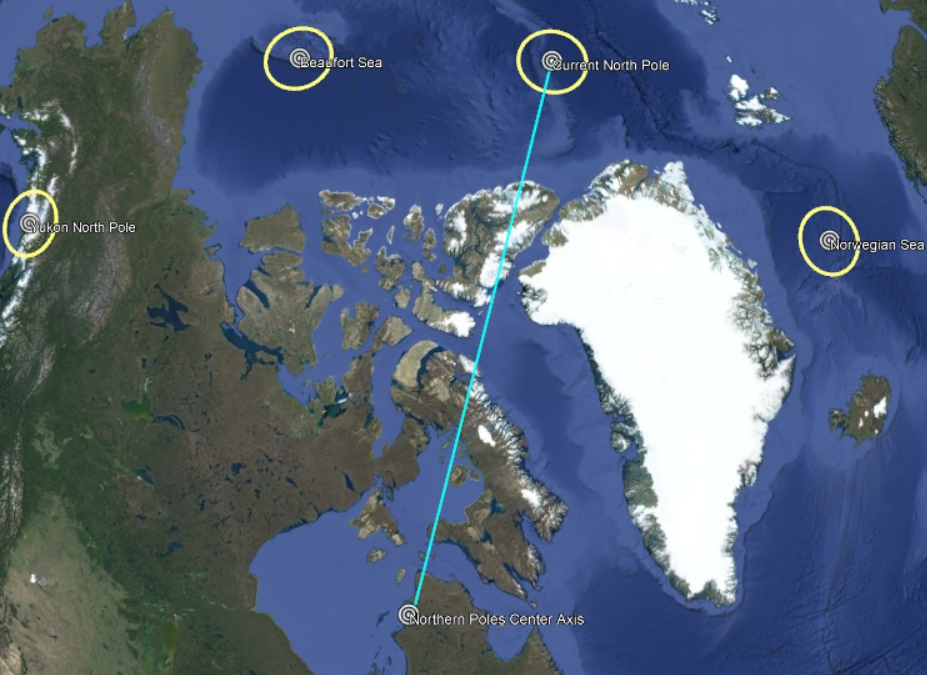 Beaufort Sea
Current North Pole
Yukon North Pole
Norwegian Sea
Northern Poles Center Axis